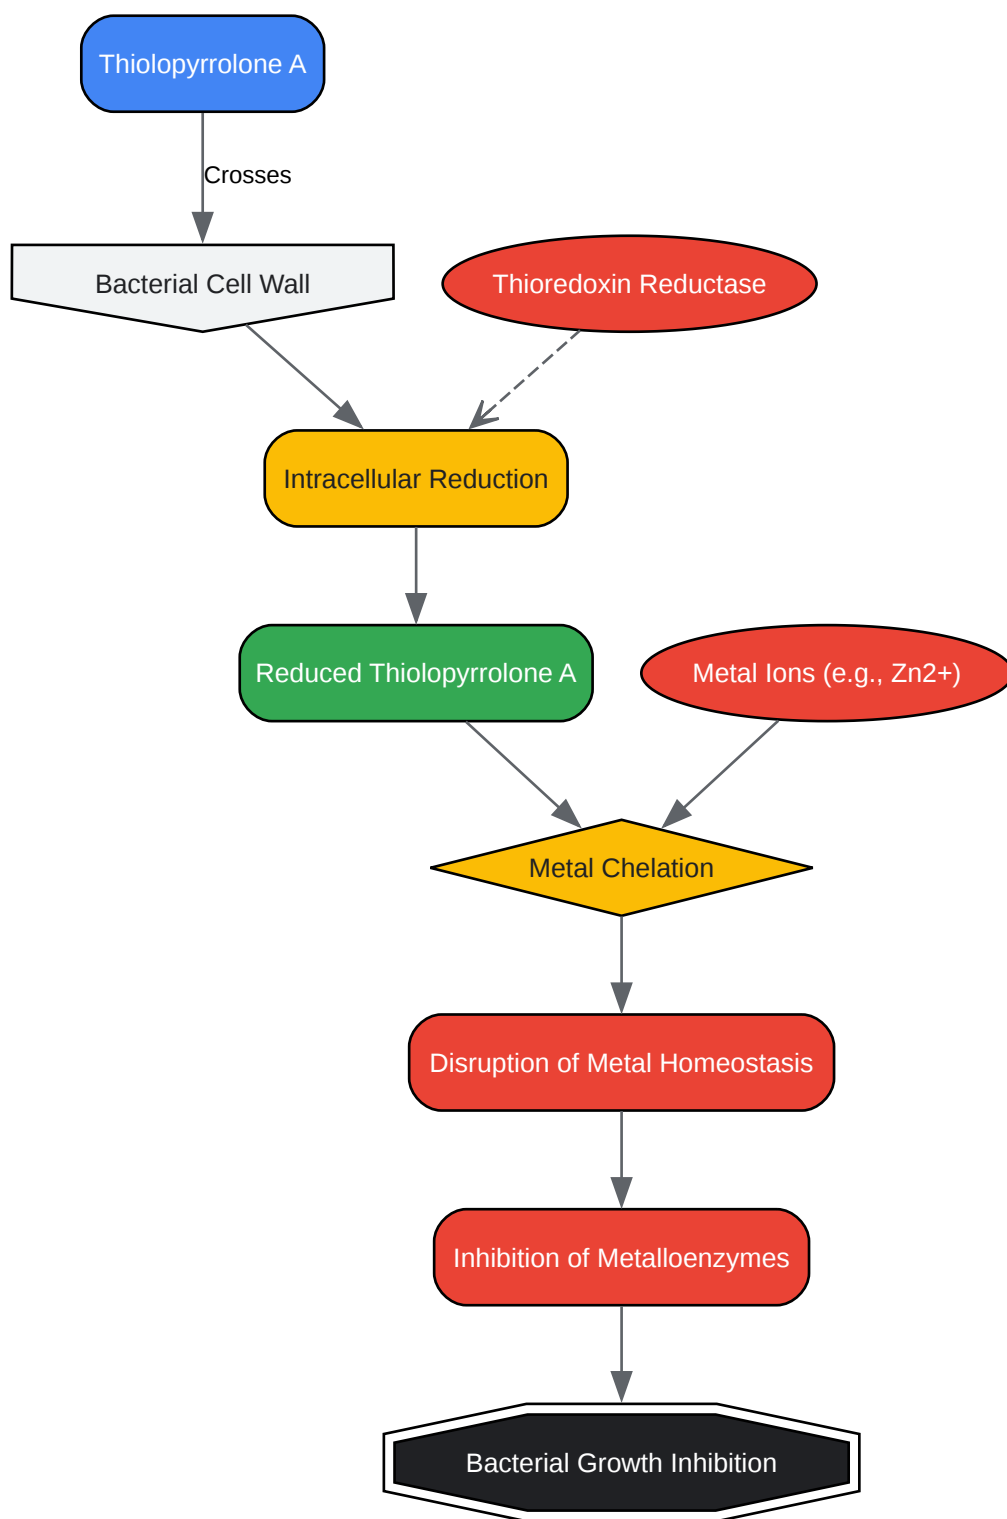 Thiolopyrrolone A
Crosses
Bacterial Cell Wall
Thioredoxin Reductase
Intracellular Reduction
Reduced Thiolopyrrolone A
Metal Ions (e.g., Zn2+)
Metal Chelation
Disruption of Metal Homeostasis
Inhibition of Metalloenzymes
Bacterial Growth Inhibition